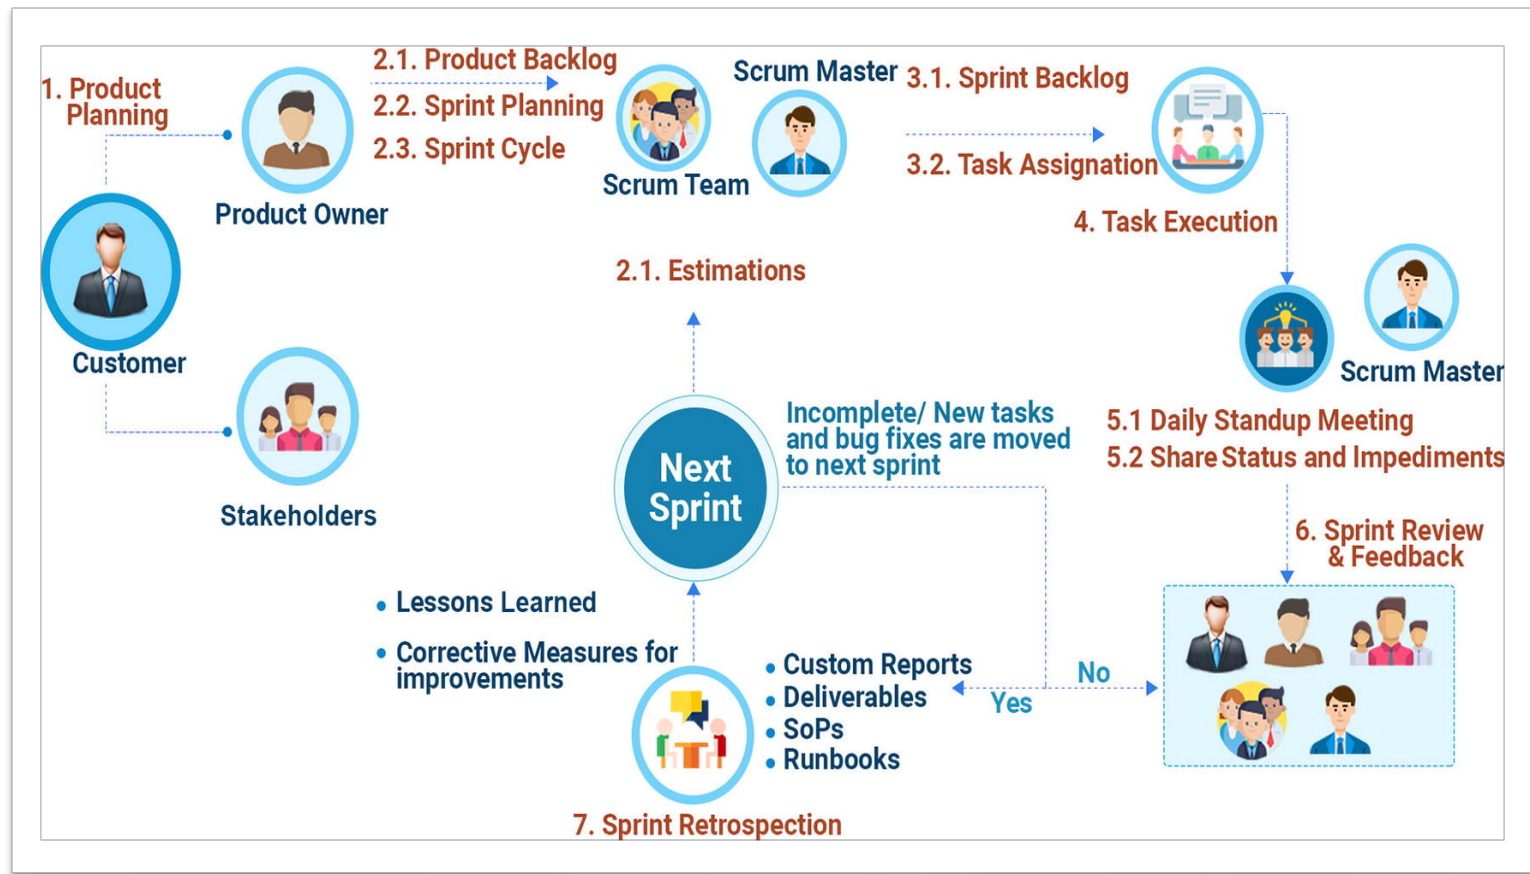 1. Product
Planning
Product Owner
Customer
Stakeholders
2.1. Product Backlog
2.2. Sprint Planning
2.3. Sprint Cycle
Scrum Team
Scrum Master
3.1. Sprint Backlog
3.2. Task Assignation
4. Task Execution
2.1. Estimations
Scrum Master
5.1 Daily Standup Meeting
5.2 Share Status and Impediments
Incomplete/ New tasks
and bug fixes are moved
to next sprint
Next
Sprint
6. Sprint Review
& Feedback
Lessons Learned
Corrective Measures for
improvements
Custom Reports
Deliverables
SoPs
Runbooks
Yes
No
7. Sprint Retrospection